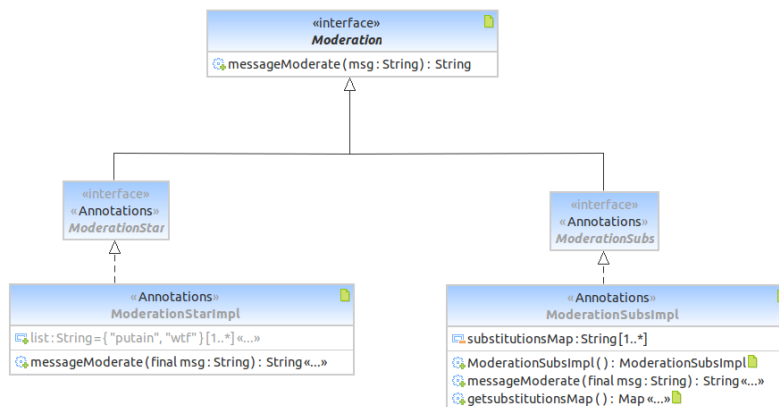 «interface»
Moderation
messageModerate(msg:String): String
«interface»
«Annotations»
ModerationStar
«interface»
«Annotations»
ModerationSubs
«Annotations»
ModerationStarImpl
list:String={"putain", "wtf"}[1..*]«...»
messageModerate(final msg:String): String«...»
«Annotations»
ModerationSubsImpl
substitutionsMap:String[1..*]
ModerationSubsImpl(): ModerationSubsImpl
messageModerate(final msg:String): String«...»
getsubstitutionsMap(): Map «...»